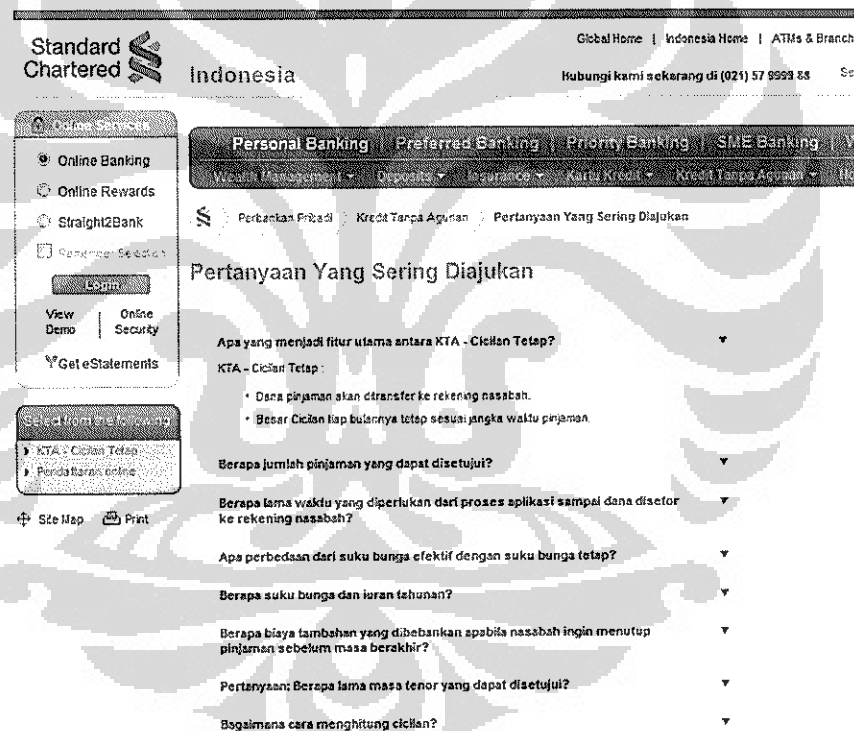 Standard
Chartered
Indonesia
Global Home | Indonesia Home | ATMs & Branch
Hubungi kami sekarang di (021) 57 9999 88 Se
Online Services
Online Banking
Online Rewards
Straight2Bank
Remember Selection
Login
View Demo | Online Security
Get eStatements
Select from the following
KTA - Cicilan Tetap
Pendaftaran online
Site Map Print
Personal Banking | Preferred Banking | Priority Banking | SME Banking |
Wealth Management Deposits Insurance Kartu Kredit Kredit Tanpa Agunan
Perbankan Pribadi Kredit Tanpa Agunan Pertanyaan Yang Sering Diajukan
Pertanyaan Yang Sering Diajukan
Apa yang menjadi fitur utama antara KTA - Cicilan Tetap?
KTA - Cicilan Tetap :
• Dana pinjaman akan ditransfer ke rekening nasabah.
• Besar Cicilan tiap bulannya tetap sesuai jangka waktu pinjaman.
Berapa jumlah pinjaman yang dapat disetujui?
Berapa lama waktu yang diperlukan dari proses aplikasi sampai dana disetor
ke rekening nasabah?
Apa perbedaan dari suku bunga efektif dengan suku bunga tetap?
Berapa suku bunga dan iuran tahunan?
Berapa biaya tambahan yang dibebankan apabila nasabah ingin menutup
pinjaman sebelum masa berakhir?
Pertanyaan: Berapa lama masa tenor yang dapat disetujui?
Bagaimana cara menghitung cicilan?